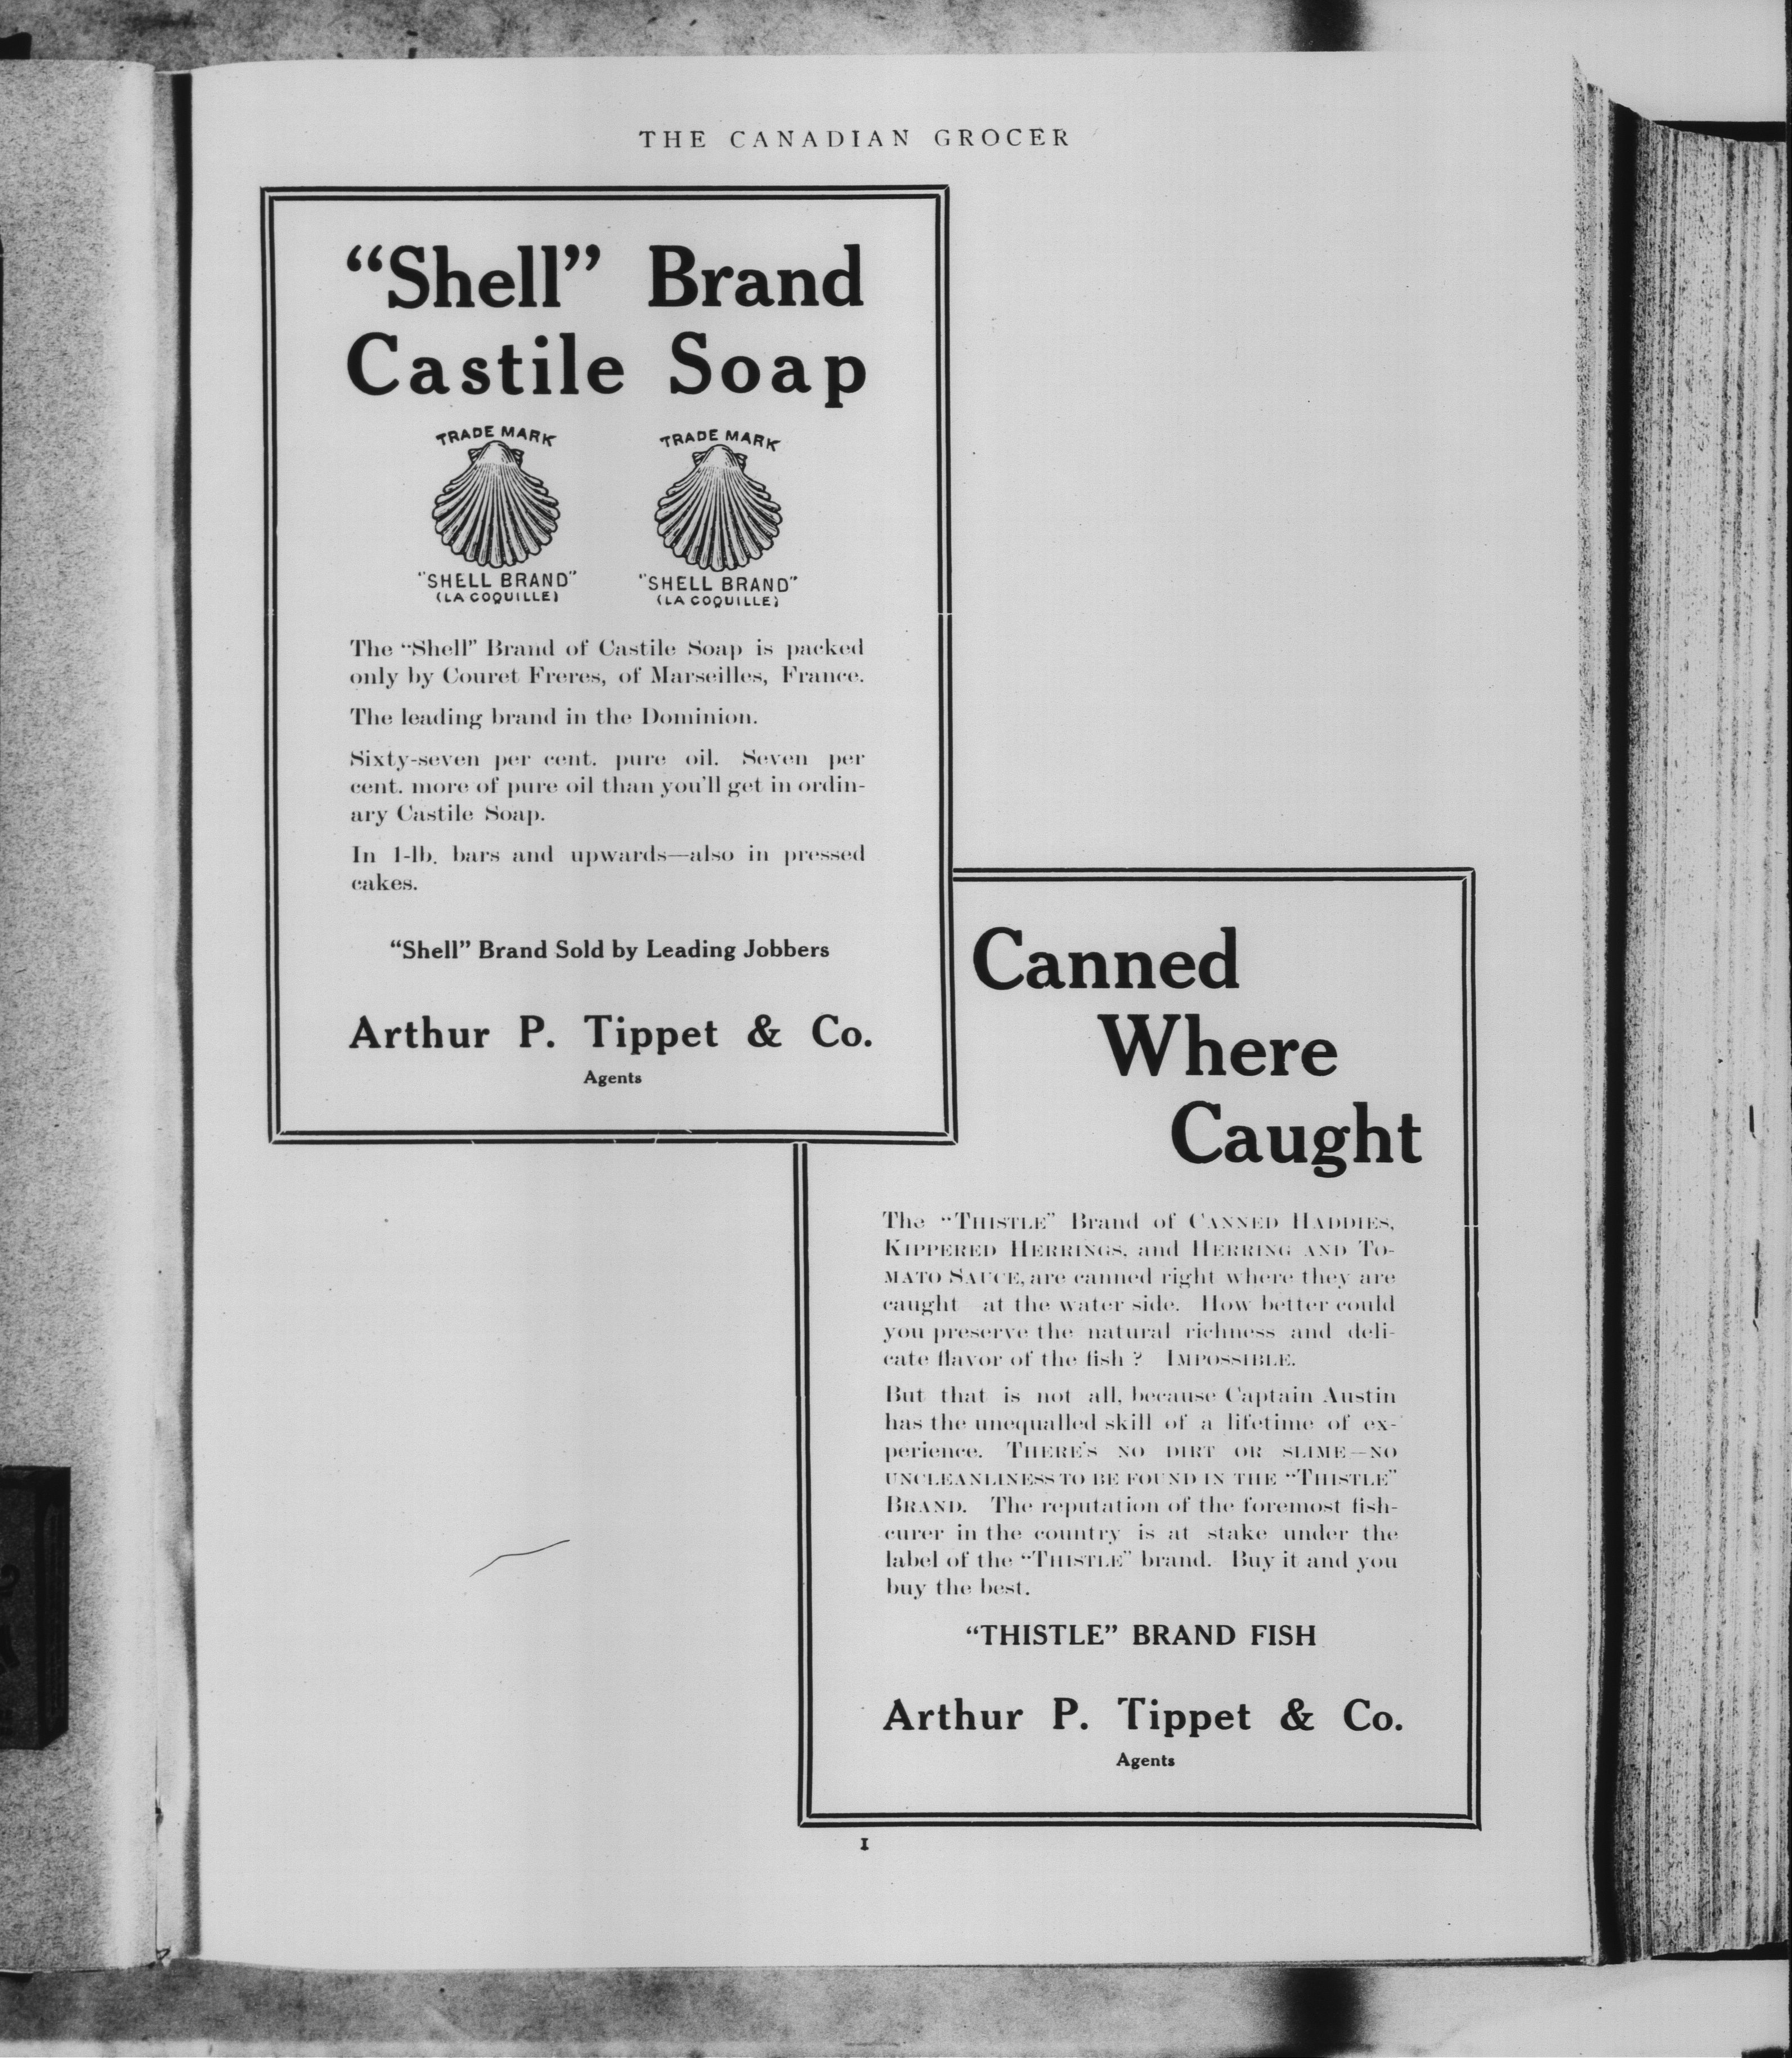 THE CANADIAN GROCER
“Shell” Brand
Castile Soap
TRADE MARK
"SHELL BRAND"
(LA COQUILLE)
TRADE MARK
"SHELL BRAND"
(LA COQUILLE)
The “Shell” Brand of Castile Soap is packed
only by Couret Freres, of Marseilles, France.
The leading brand in the Dominion.
Sixty-seven per cent. pure oil. Seven per
cent. more of pure oil than you'll get in ordin-
ary Castile Soap.
In 1-lb. bars and upwards—also in pressed
cakes.
“Shell” Brand Sold by Leading Jobbers
Arthur P. Tippet & Co.
Agents
Canned
Where
Caught
The “THISTLE” Brand of CANNED HADDIES,
KIPPERED HERRINGS, and HERRING AND TO-
MATO SAUCE, are canned right where they are
caught at the water side. How better could
you preserve the natural richness and deli-
cate flavor of the fish? IMPOSSIBLE.
But that is not all, because Captain Austin
has the unequalled skill of a lifetime of ex-
perience. THERE'S NO DIRT OR SLIME—NO
UNCLEANLINESS TO BE FOUND IN THE “THISTLE”
BRAND. The reputation of the foremost fish-
curer in the country is at stake under the
label of the “THISTLE” brand. Buy it and you
buy the best.
“THISTLE” BRAND FISH
Arthur P. Tippet & Co.
Agents
1